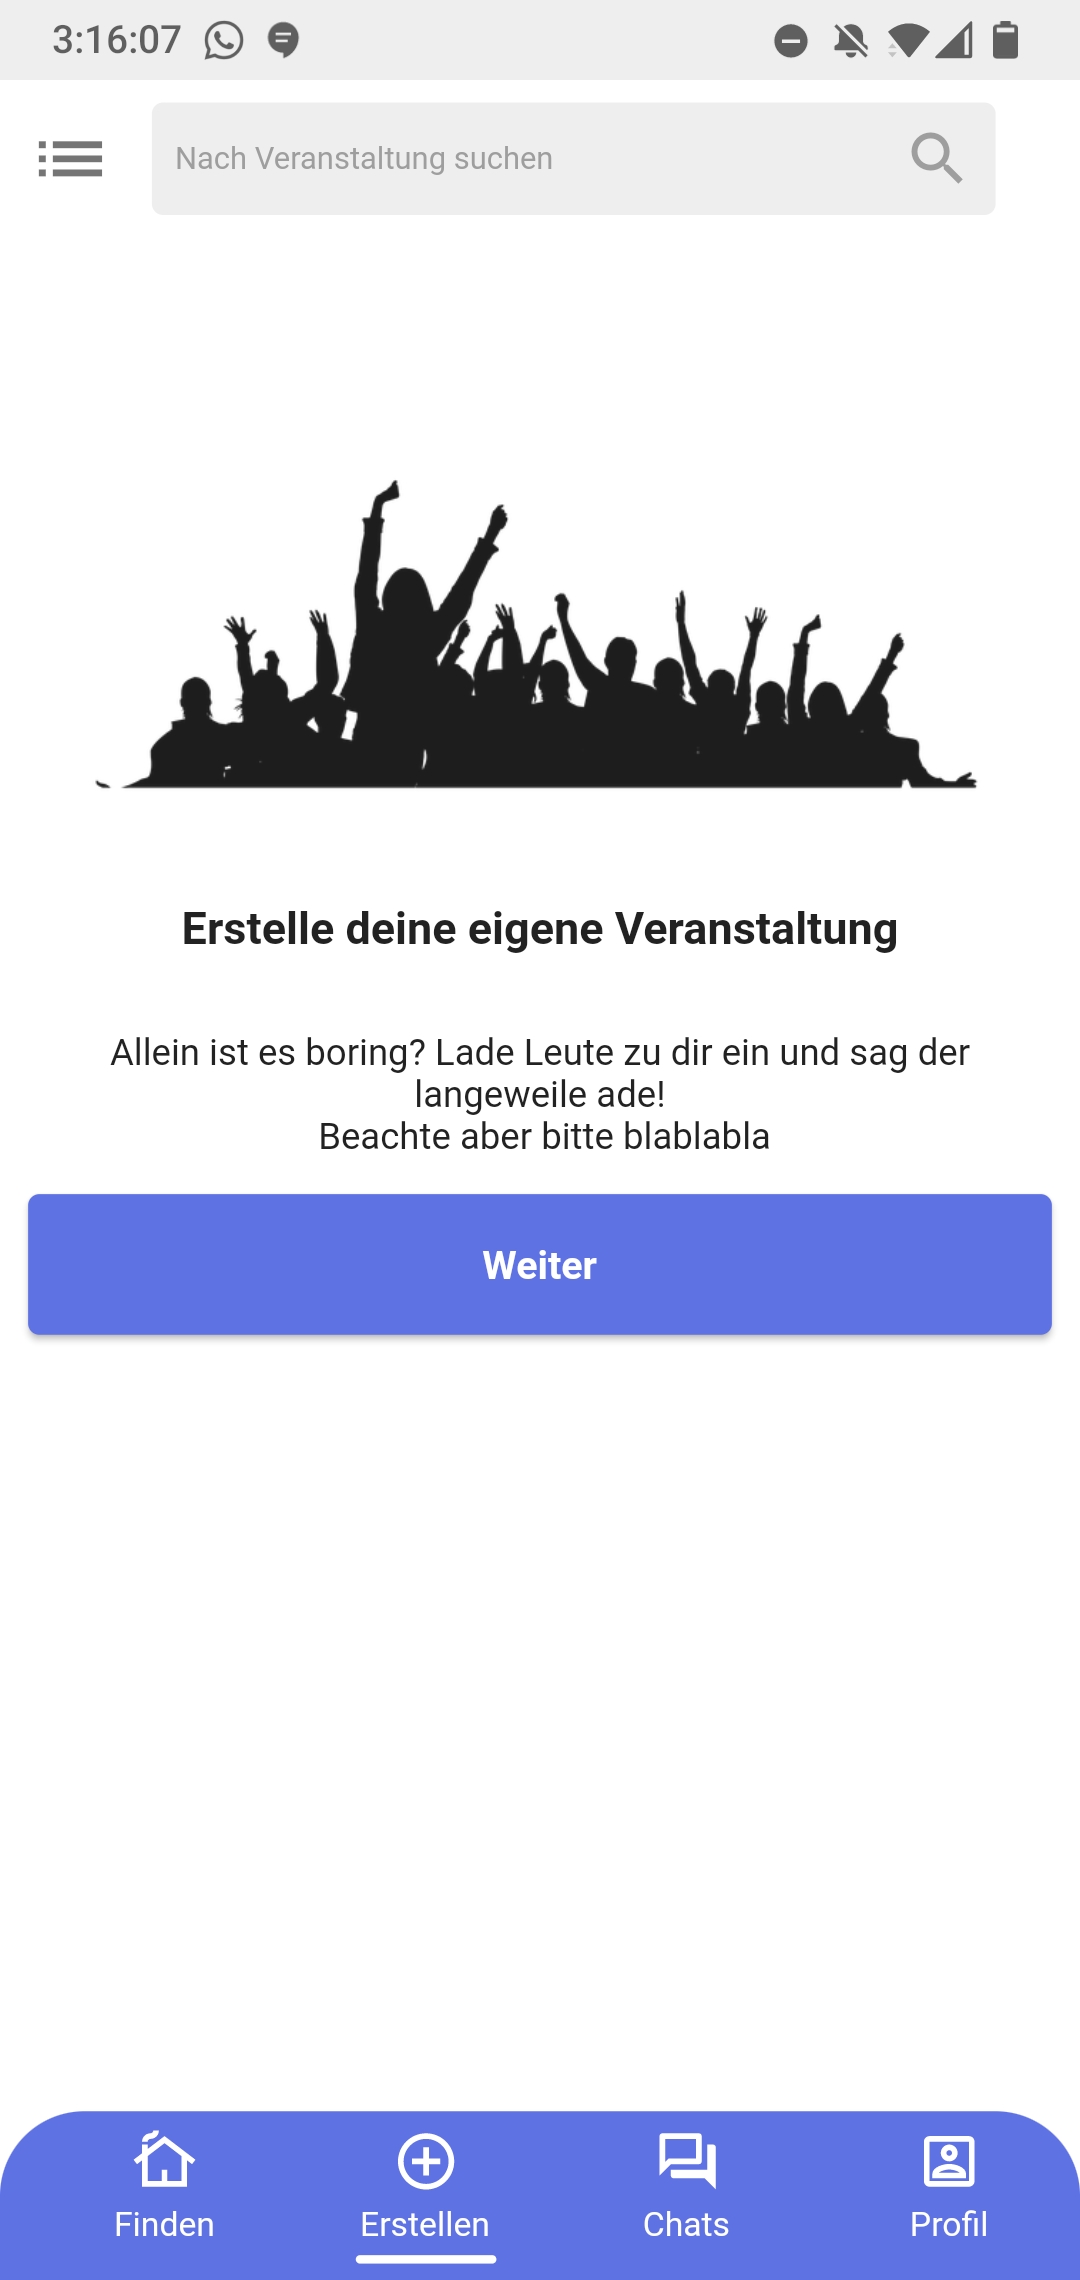 3:16:07
Nach Veranstaltung suchen
Erstelle deine eigene Veranstaltung
Allein ist es boring? Lade Leute zu dir ein und sag der
langeweile ade!
Beachte aber bitte blablabla
Weiter
Finden
Erstellen
Chats
Profil